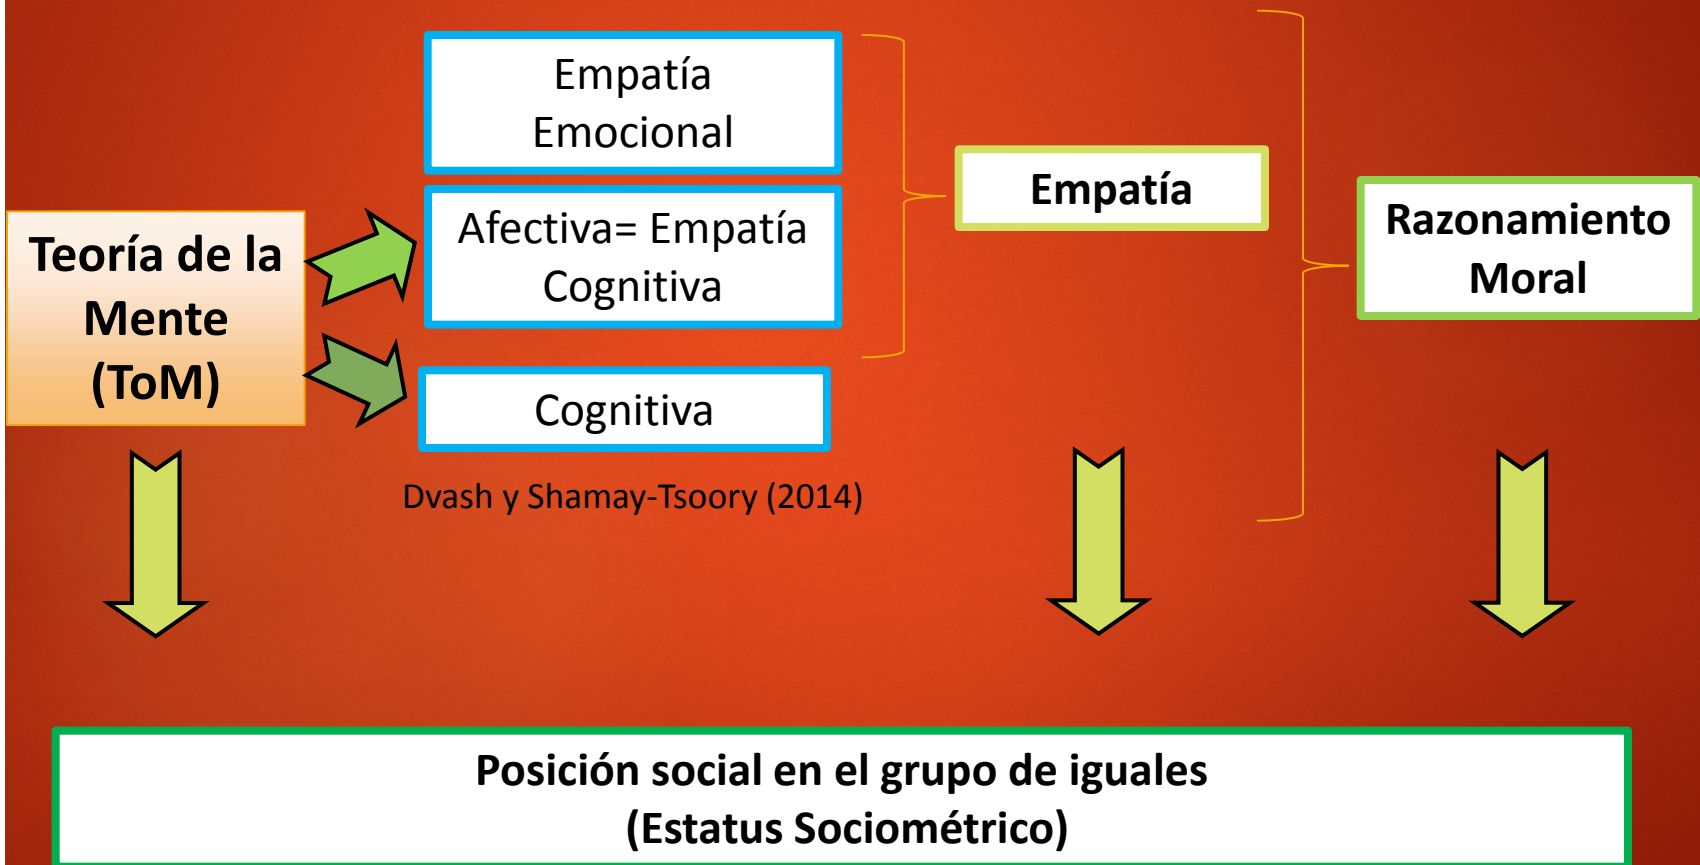 Empatía
Emocional
Afectiva= Empatía
Cognitiva
Cognitiva
Teoría de la
Mente
(ToM)
Dvash y Shamay-Tsoory (2014)
Empatía
Razonamiento
Moral
Posición social en el grupo de iguales
(Estatus Sociométrico)